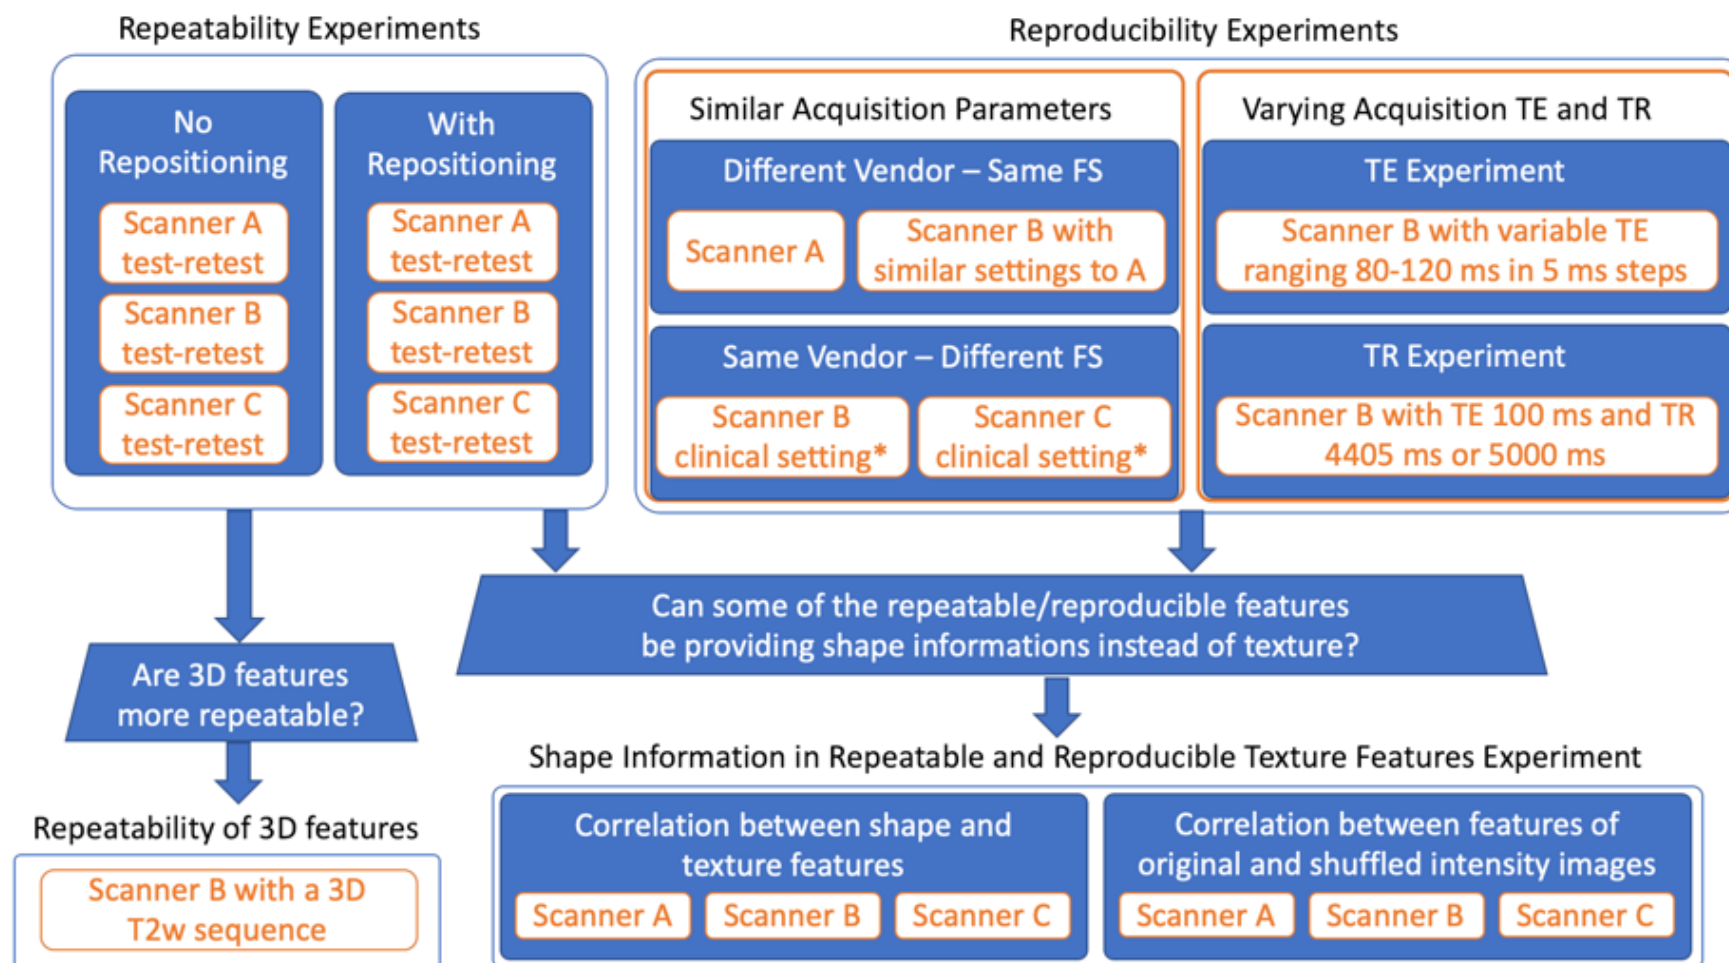 Repeatability Experiments
No
Repositioning
Scanner A
test-retest
Scanner B
test-retest
Scanner C
test-retest
With
Repositioning
Scanner A
test-retest
Scanner B
test-retest
Scanner C
test-retest
Reproducibility Experiments
Similar Acquisition Parameters
Different Vendor – Same FS
Scanner A
Scanner B with
similar settings to A
Same Vendor – Different FS
Scanner B
clinical setting*
Scanner C
clinical setting*
Varying Acquisition TE and TR
TE Experiment
Scanner B with variable TE
ranging 80-120 ms in 5 ms steps
TR Experiment
Scanner B with TE 100 ms and TR
4405 ms or 5000 ms
Are 3D features
more repeatable?
Can some of the repeatable/reproducible features
be providing shape informations instead of texture?
Repeatability of 3D features
Scanner B with a 3D
T2w sequence
Shape Information in Repeatable and Reproducible Texture Features Experiment
Correlation between shape and
texture features
Scanner A
Scanner B
Scanner C
Correlation between features of
original and shuffled intensity images
Scanner A
Scanner B
Scanner C